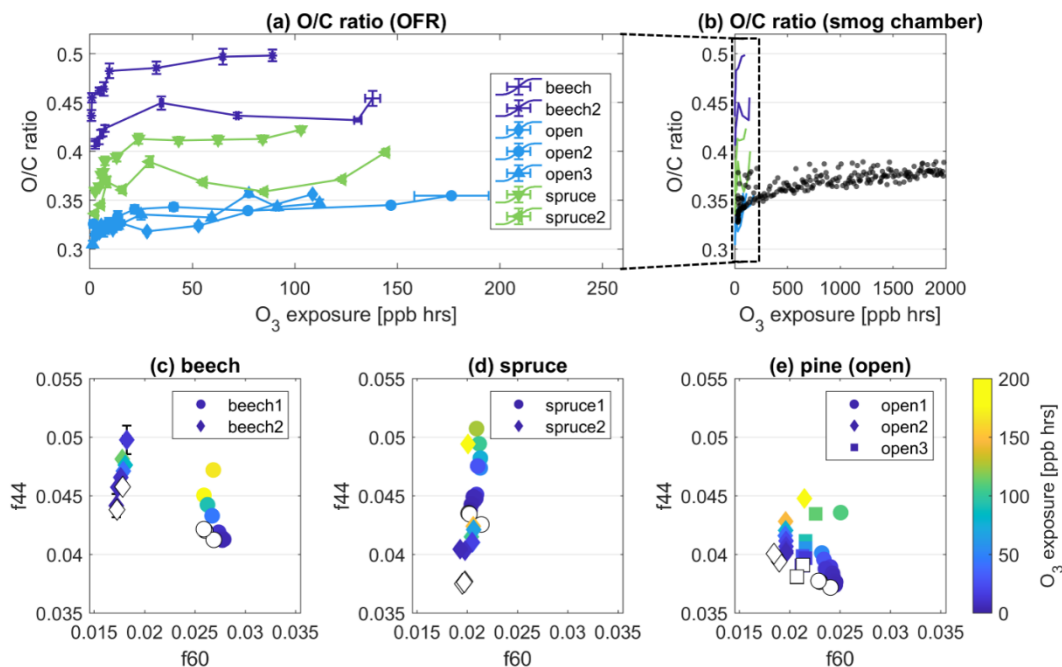 (a) O/C ratio (OFR)
(b) O/C ratio (smog chamber)
0.5
0.45
0.4
0.35
0.3
O/C ratio
0
50
100
150
200
250
O3 exposure [ppb hrs]
beech
beech2
open
open2
open3
spruce
spruce2
0.5
0.45
0.4
0.35
0.3
O/C ratio
0
500
1000
1500
2000
O3 exposure [ppb hrs]
(c) beech
0.055
0.05
0.045
0.04
0.035
f44
0.015
0.02
0.025
0.03
0.035
f60
beech1
beech2
(d) spruce
0.055
0.05
0.045
0.04
0.035
f44
0.015
0.02
0.025
0.03
0.035
f60
spruce1
spruce2
(e) pine (open)
0.055
0.05
0.045
0.04
0.035
f44
0.015
0.02
0.025
0.03
0.035
f60
open1
open2
open3
200
150
100
50
0
O3 exposure [ppb hrs]